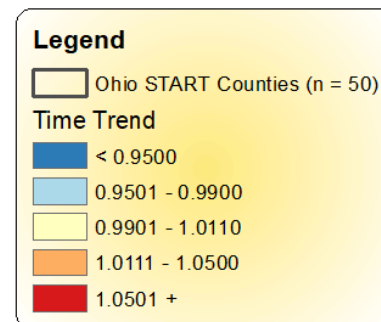 Legend
Ohio START Counties (n = 50)
Time Trend
< 0.9500
0.9501 - 0.9900
0.9901 - 1.0110
1.0111 - 1.0500
1.0501 +